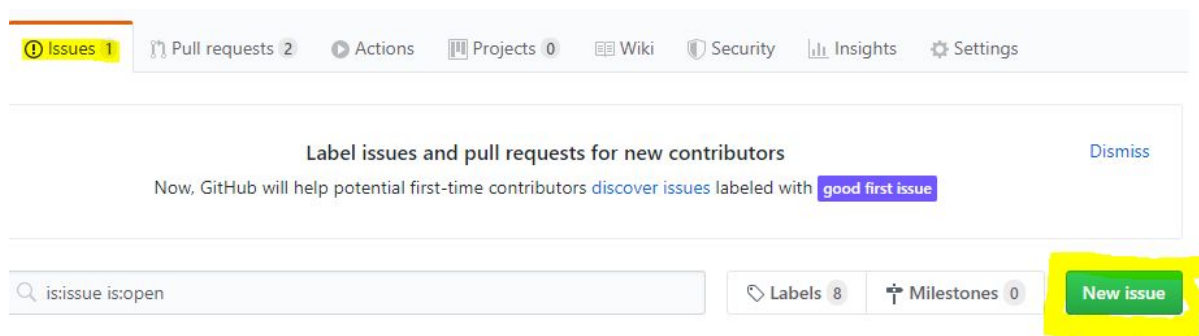 Issues 1 Pull requests 2 Actions Projects 0 Wiki Security Insights Settings
Label issues and pull requests for new contributors
Dismiss
Now, GitHub will help potential first-time contributors discover issues labeled with good first issue
is:issue is:open Labels 8 Milestones 0 New issue